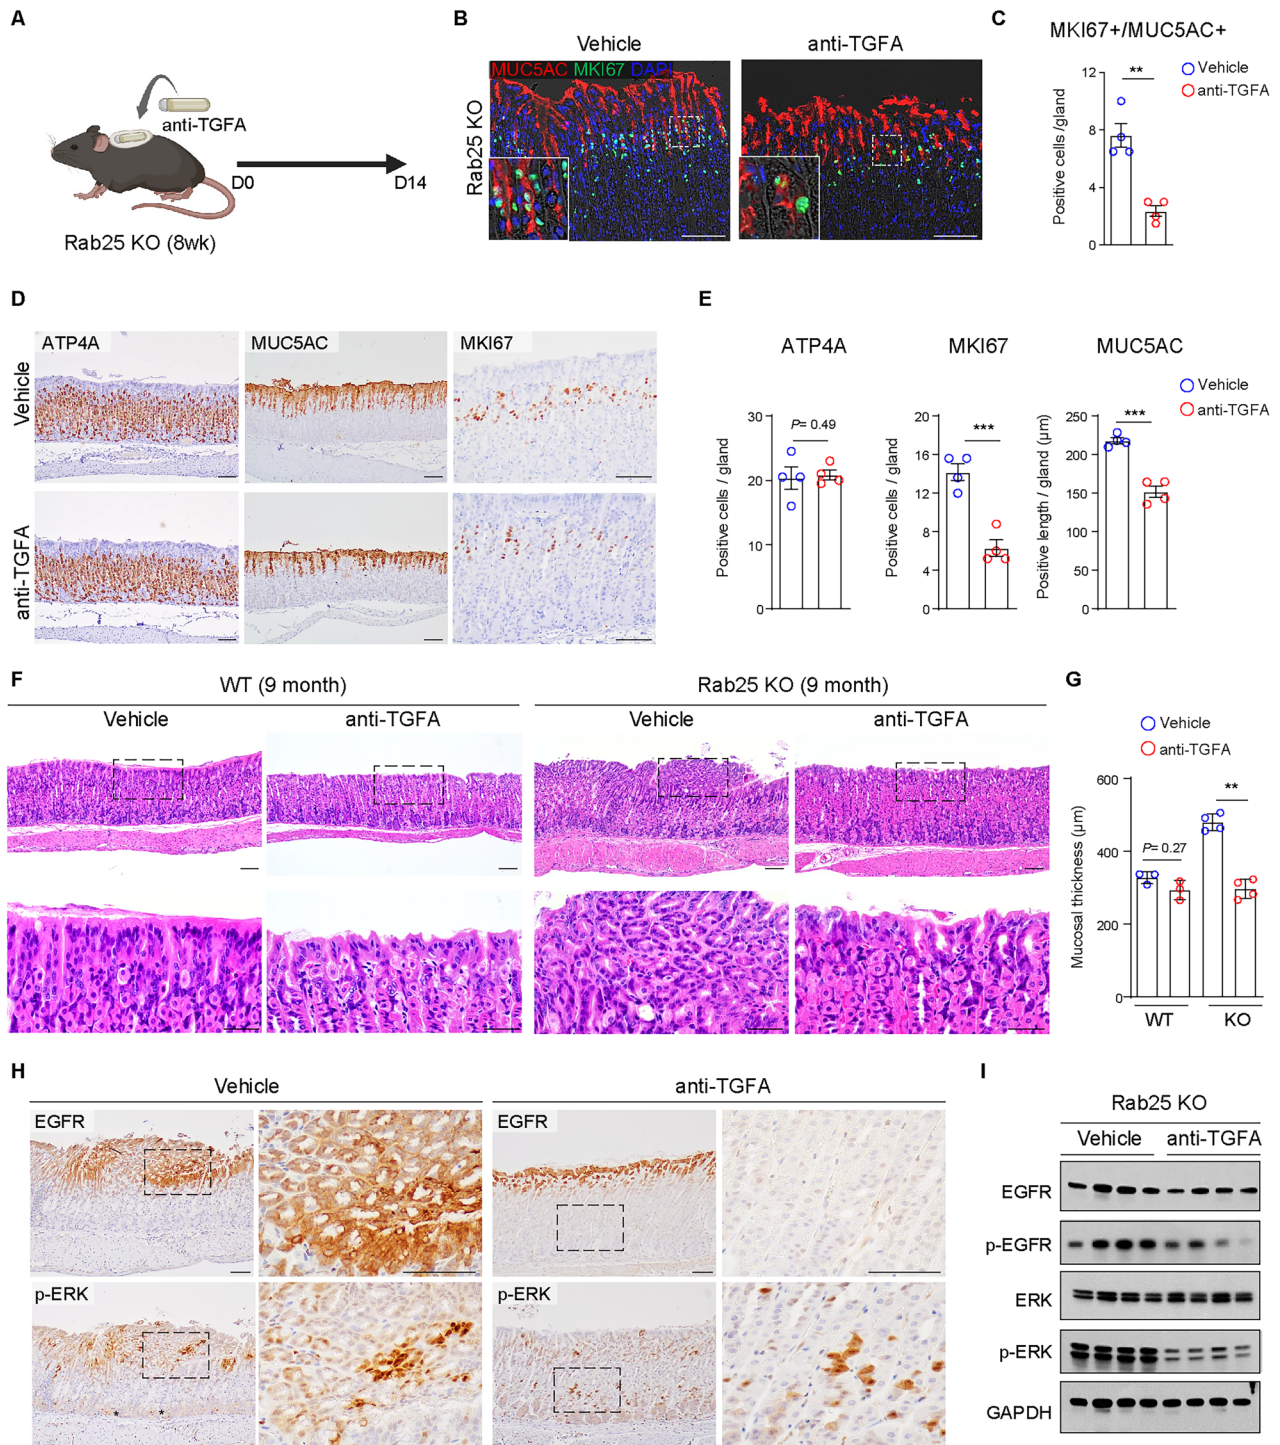 A
anti-TGFA
D0
D14
Rab25 KO (8wk)
B
Vehicle
anti-TGFA
MUC5AC MKI67 DAPI
Rab25 KO
C
MKI67+/MUC5AC+
Vehicle
anti-TGFA
**
Positive cells /gland
12
8
4
0
D
ATP4A
MUC5AC
MKI67
Vehicle
anti-TGFA
E
ATP4A
MKI67
MUC5AC
Vehicle
anti-TGFA
Positive cells / gland
30
20
10
0
P= 0.49
Positive cells / gland
20
16
12
8
4
0
***
Positive length / gland (µm)
250
200
150
100
50
0
***
F
WT (9 month)
Rab25 KO (9 month)
Vehicle
anti-TGFA
Vehicle
anti-TGFA
G
Vehicle
anti-TGFA
Mucosal thickness (µm)
600
400
200
0
P= 0.27
**
WT
KO
H
Vehicle
anti-TGFA
EGFR
EGFR
p-ERK
p-ERK
* *
I
Rab25 KO
Vehicle
anti-TGFA
EGFR
p-EGFR
ERK
p-ERK
GAPDH